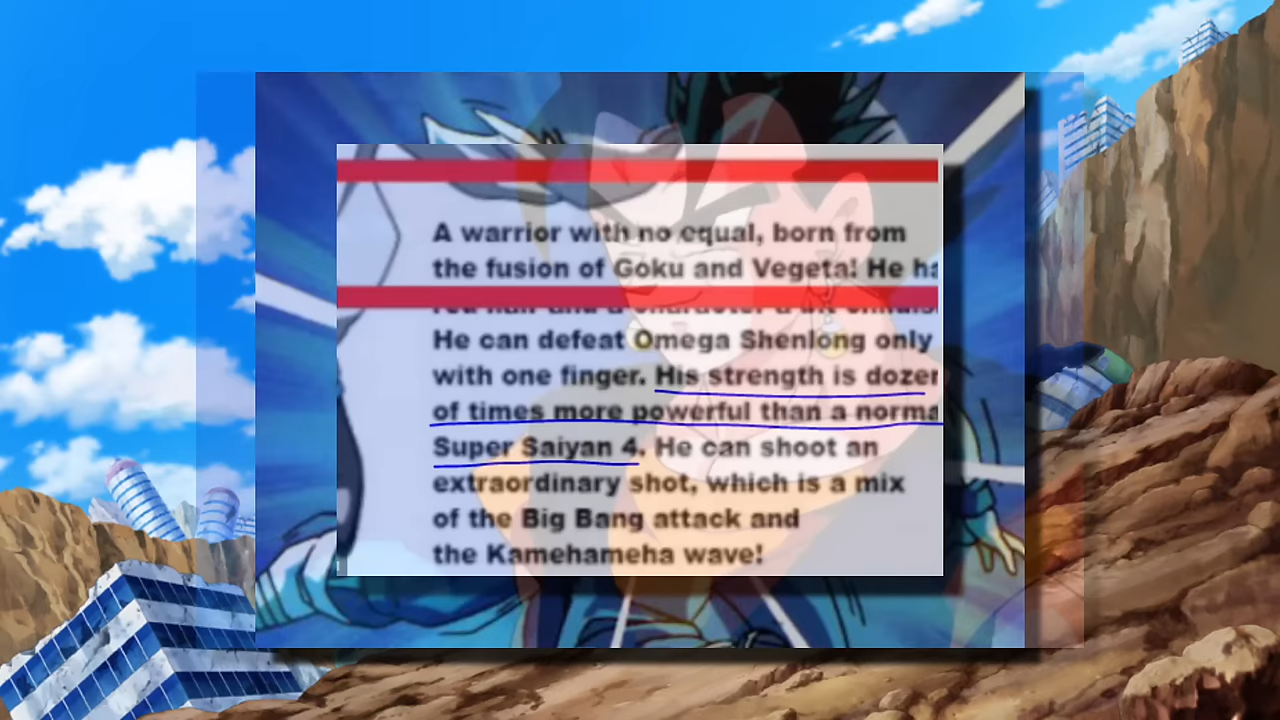 A warrior with no equal, born from
the fusion of Goku and Vegeta! He ha
He can defeat Omega Shenlong only
with one finger. His strength is dozen
of times more powerful than a norma
Super Saiyan 4. He can shoot an
extraordinary shot, which is a mix
of the Big Bang attack and
the Kamehameha wave!